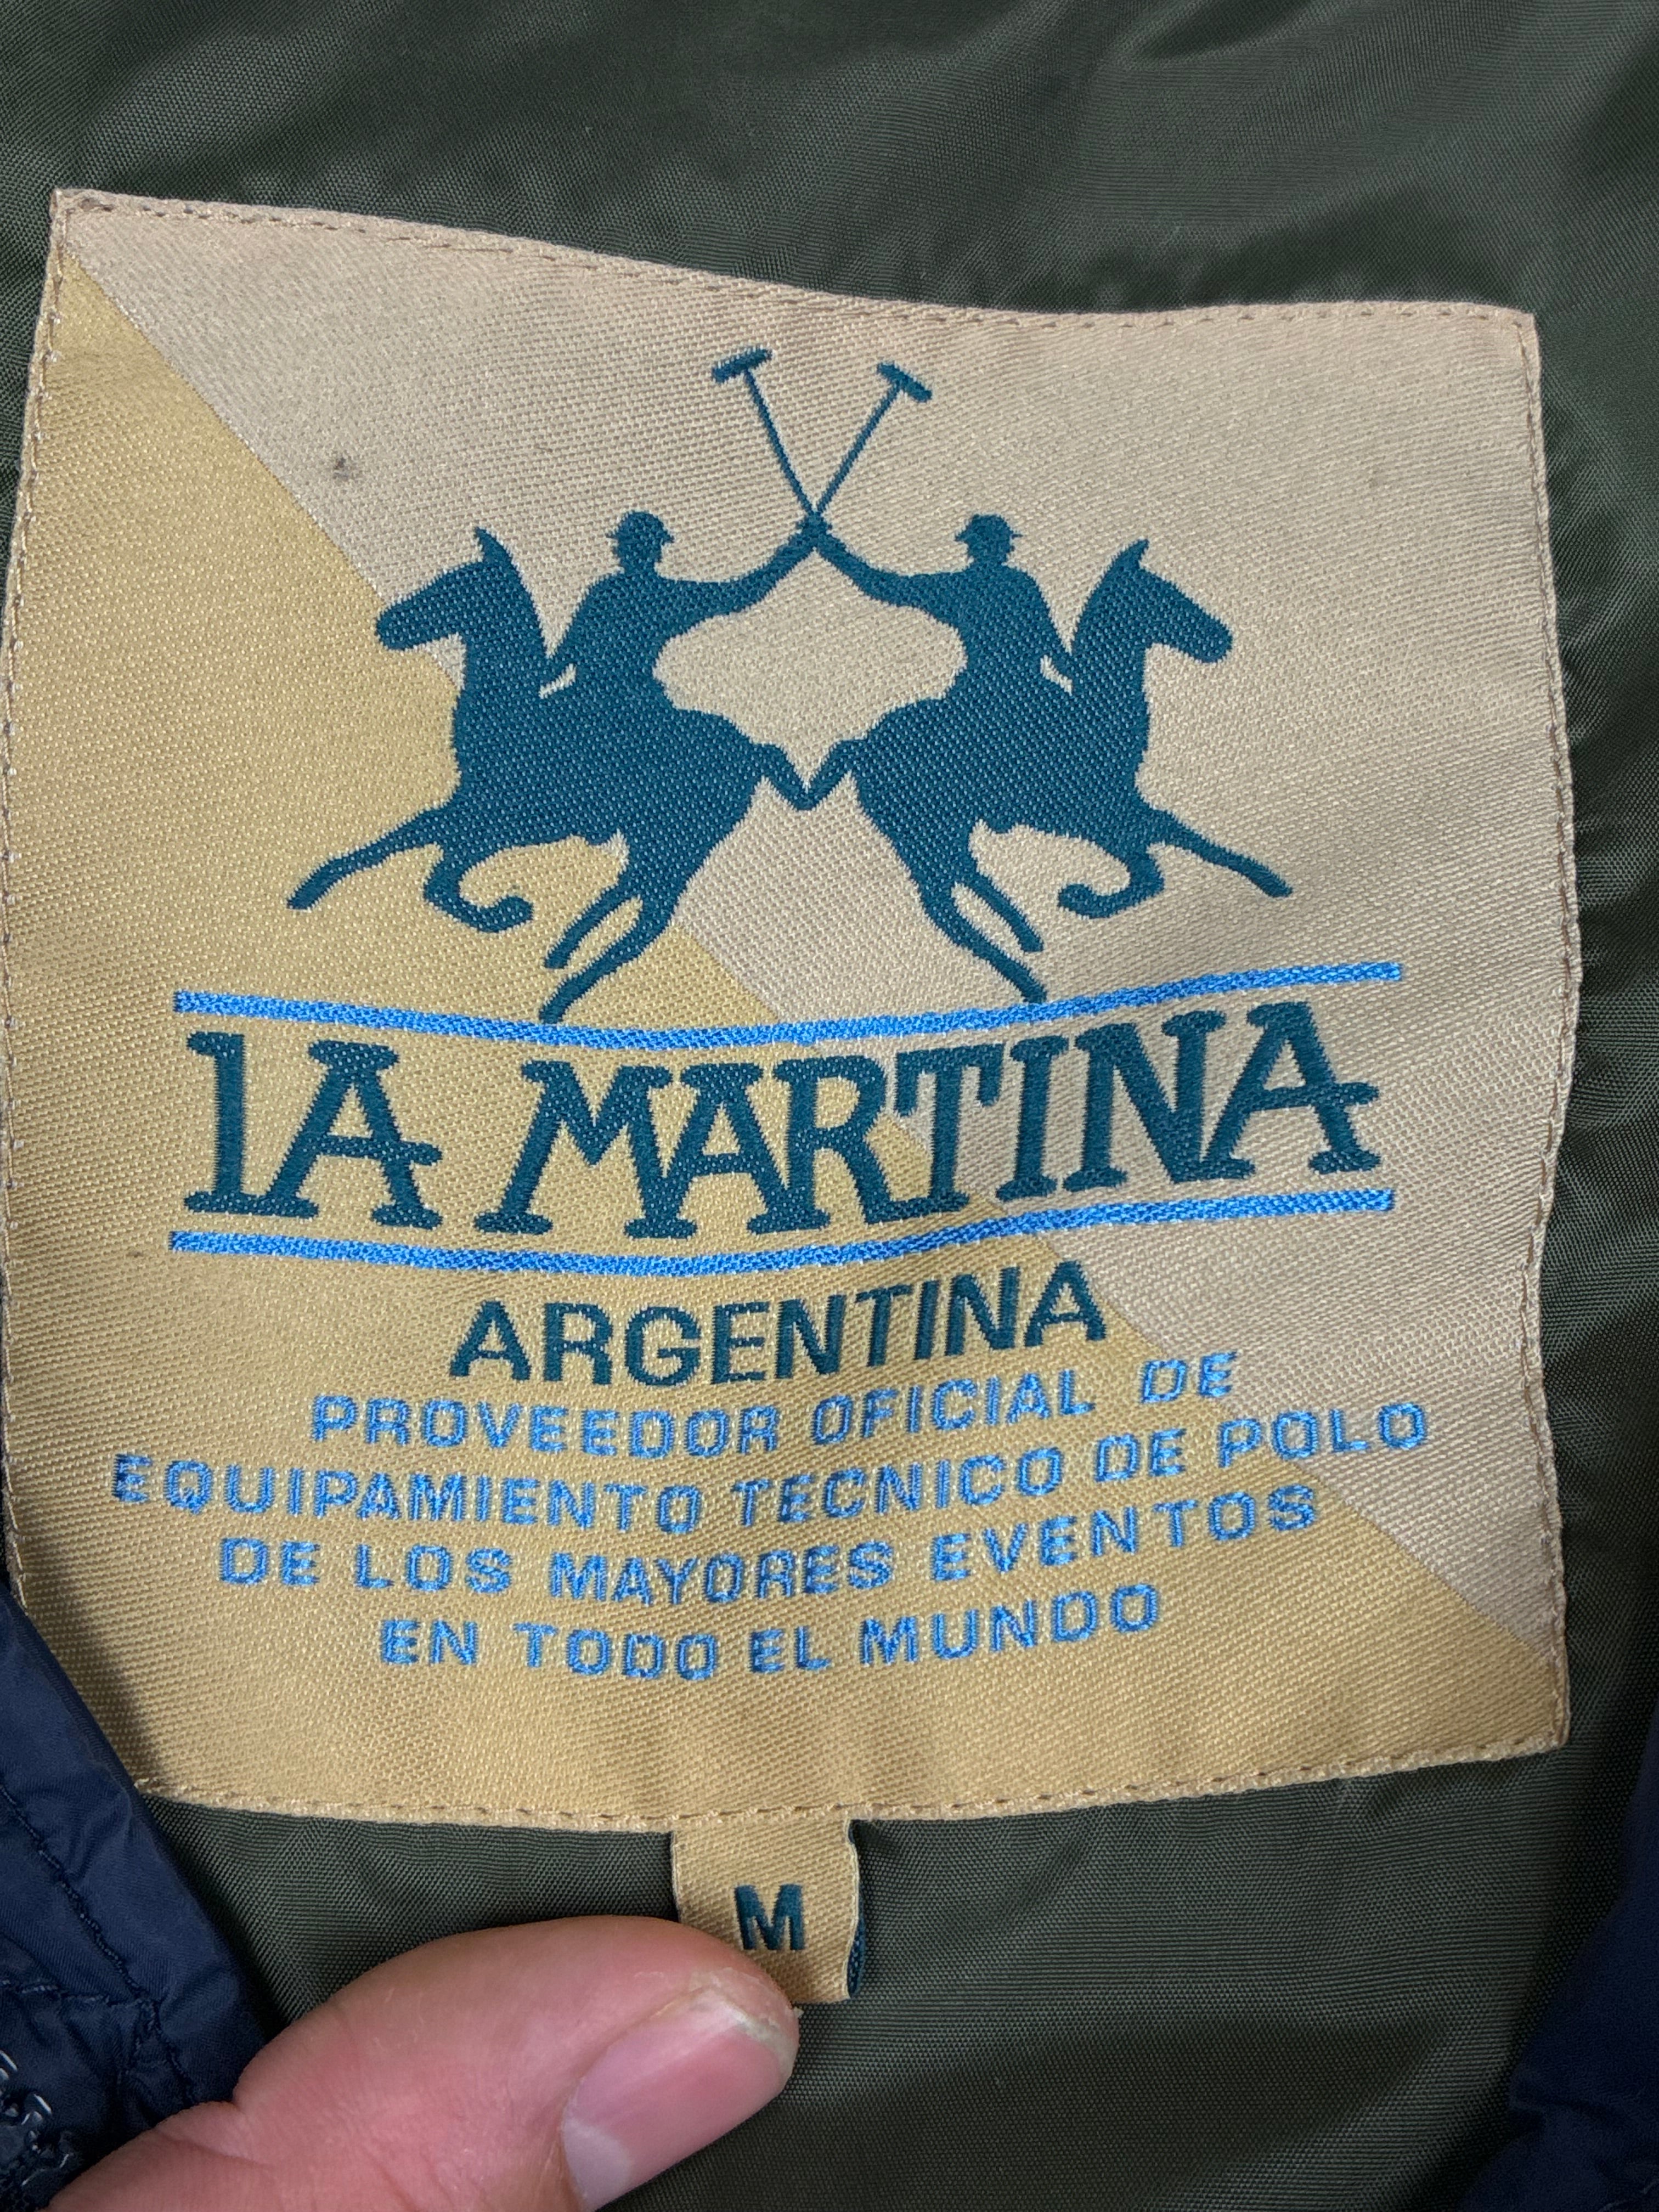 LA MARTINA
ARGENTINA
PROVEEDOR OFICIAL DE
EQUIPAMIENTO TECNICO DE POLO
DE LOS MAYORES EVENTOS
EN TODO EL MUNDO
M